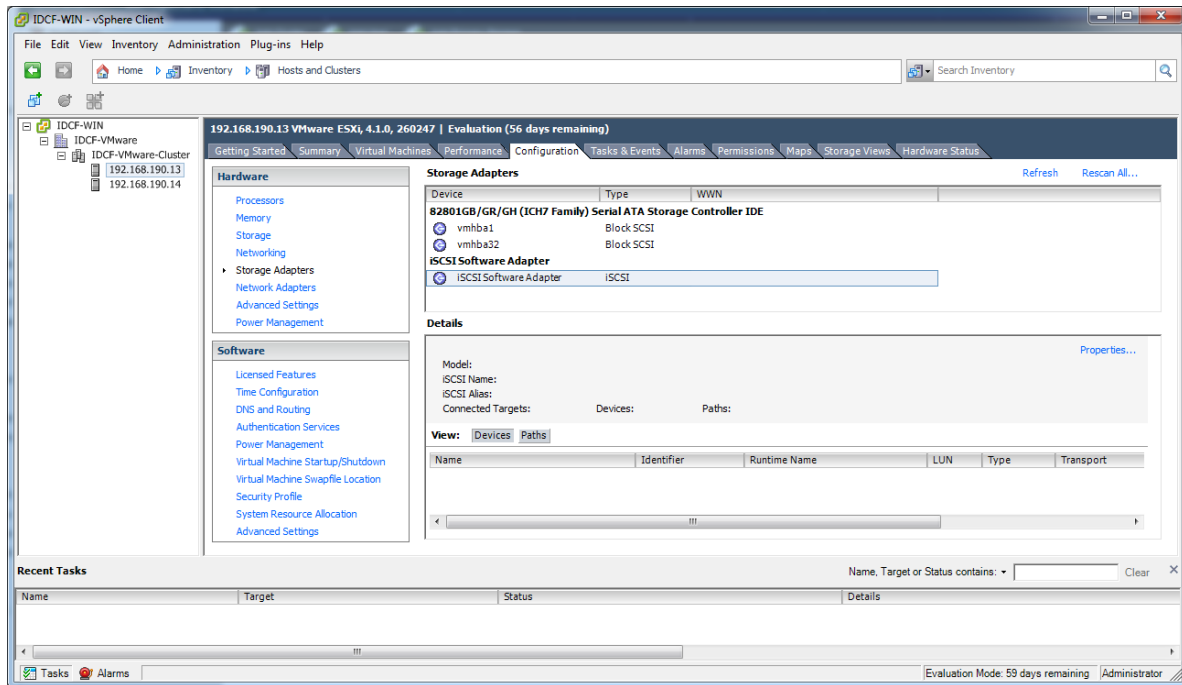 IDCF-WIN - vSphere Client
File Edit View Inventory Administration Plug-ins Help
Home Inventory Hosts and Clusters Search Inventory
IDCF-WIN
IDCF-VMware
IDCF-VMware-Cluster
192.168.190.13
192.168.190.14
192.168.190.13 VMware ESXi, 4.1.0, 260247 | Evaluation (56 days remaining)
Getting Started Summary Virtual Machines Performance Configuration Tasks & Events Alarms Permissions Maps Storage Views Hardware Status
Hardware
Processors
Memory
Storage
Networking
Storage Adapters
Network Adapters
Advanced Settings
Power Management
Software
Licensed Features
Time Configuration
DNS and Routing
Authentication Services
Power Management
Virtual Machine Startup/Shutdown
Virtual Machine Swapfile Location
Security Profile
System Resource Allocation
Advanced Settings
Storage Adapters Refresh Rescan All...
Device Type WWN
82801GB/GR/GH (ICH7 Family) Serial ATA Storage Controller IDE
vmhba1 Block SCSI
vmhba32 Block SCSI
iSCSI Software Adapter
iSCSI Software Adapter iSCSI
Details
Properties...
Model:
iSCSI Name:
iSCSI Alias:
Connected Targets: Devices: Paths:
View: Devices Paths
Name Identifier Runtime Name LUN Type Transport
Recent Tasks Name, Target or Status contains: Clear
Name Target Status Details
Tasks Alarms Evaluation Mode: 59 days remaining Administrator